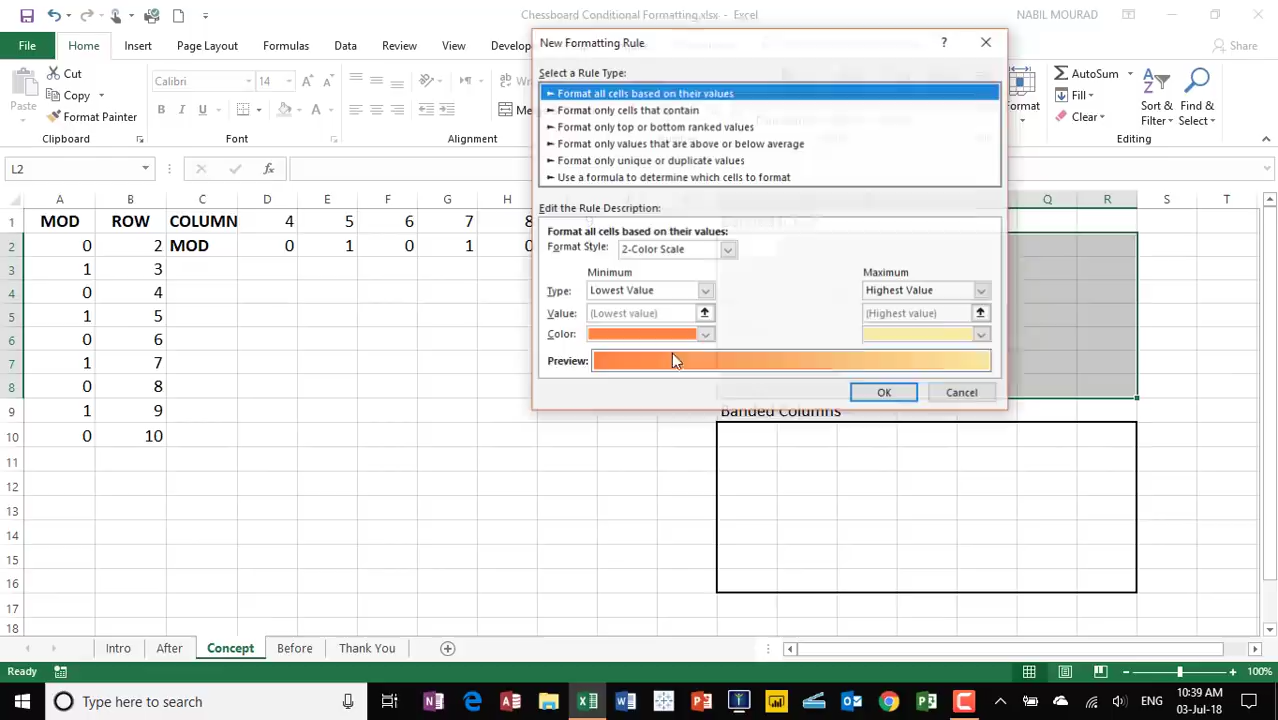 Chessboard Conditional Formatting.xlsx - Excel
NABIL MOURAD
File Home Insert Page Layout Formulas Data Review View Develop
Share
Paste
Cut
Copy
Format Painter
Clipboard
Calibri 14
B I U
Font
Wr
Me
Alignment
Format
AutoSum
Fill
Clear
Sort & Filter
Find & Select
Editing
New Formatting Rule
?
Select a Rule Type:
► Format all cells based on their values
► Format only cells that contain
► Format only top or bottom ranked values
► Format only values that are above or below average
► Format only unique or duplicate values
► Use a formula to determine which cells to format
Edit the Rule Description:
Format all cells based on their values:
Format Style: 2-Color Scale
Minimum Maximum
Type: Lowest Value Highest Value
Value: (Lowest value) (Highest value)
Color:
Preview:
OK Cancel
L2
fx
A B C D E F G H Q R S T
1 MOD ROW COLUMN 4 5 6 7 8
2 0 2 MOD 0 1 0 1 0
3 1 3
4 0 4
5 1 5
6 0 6
7 1 7
8 0 8
9 1 9 Banded Columns
10 0 10
11
12
13
14
15
16
17
18
Intro After Concept Before Thank You
Ready
100%
Type here to search
ENG
10:39 AM
03-Jul-18